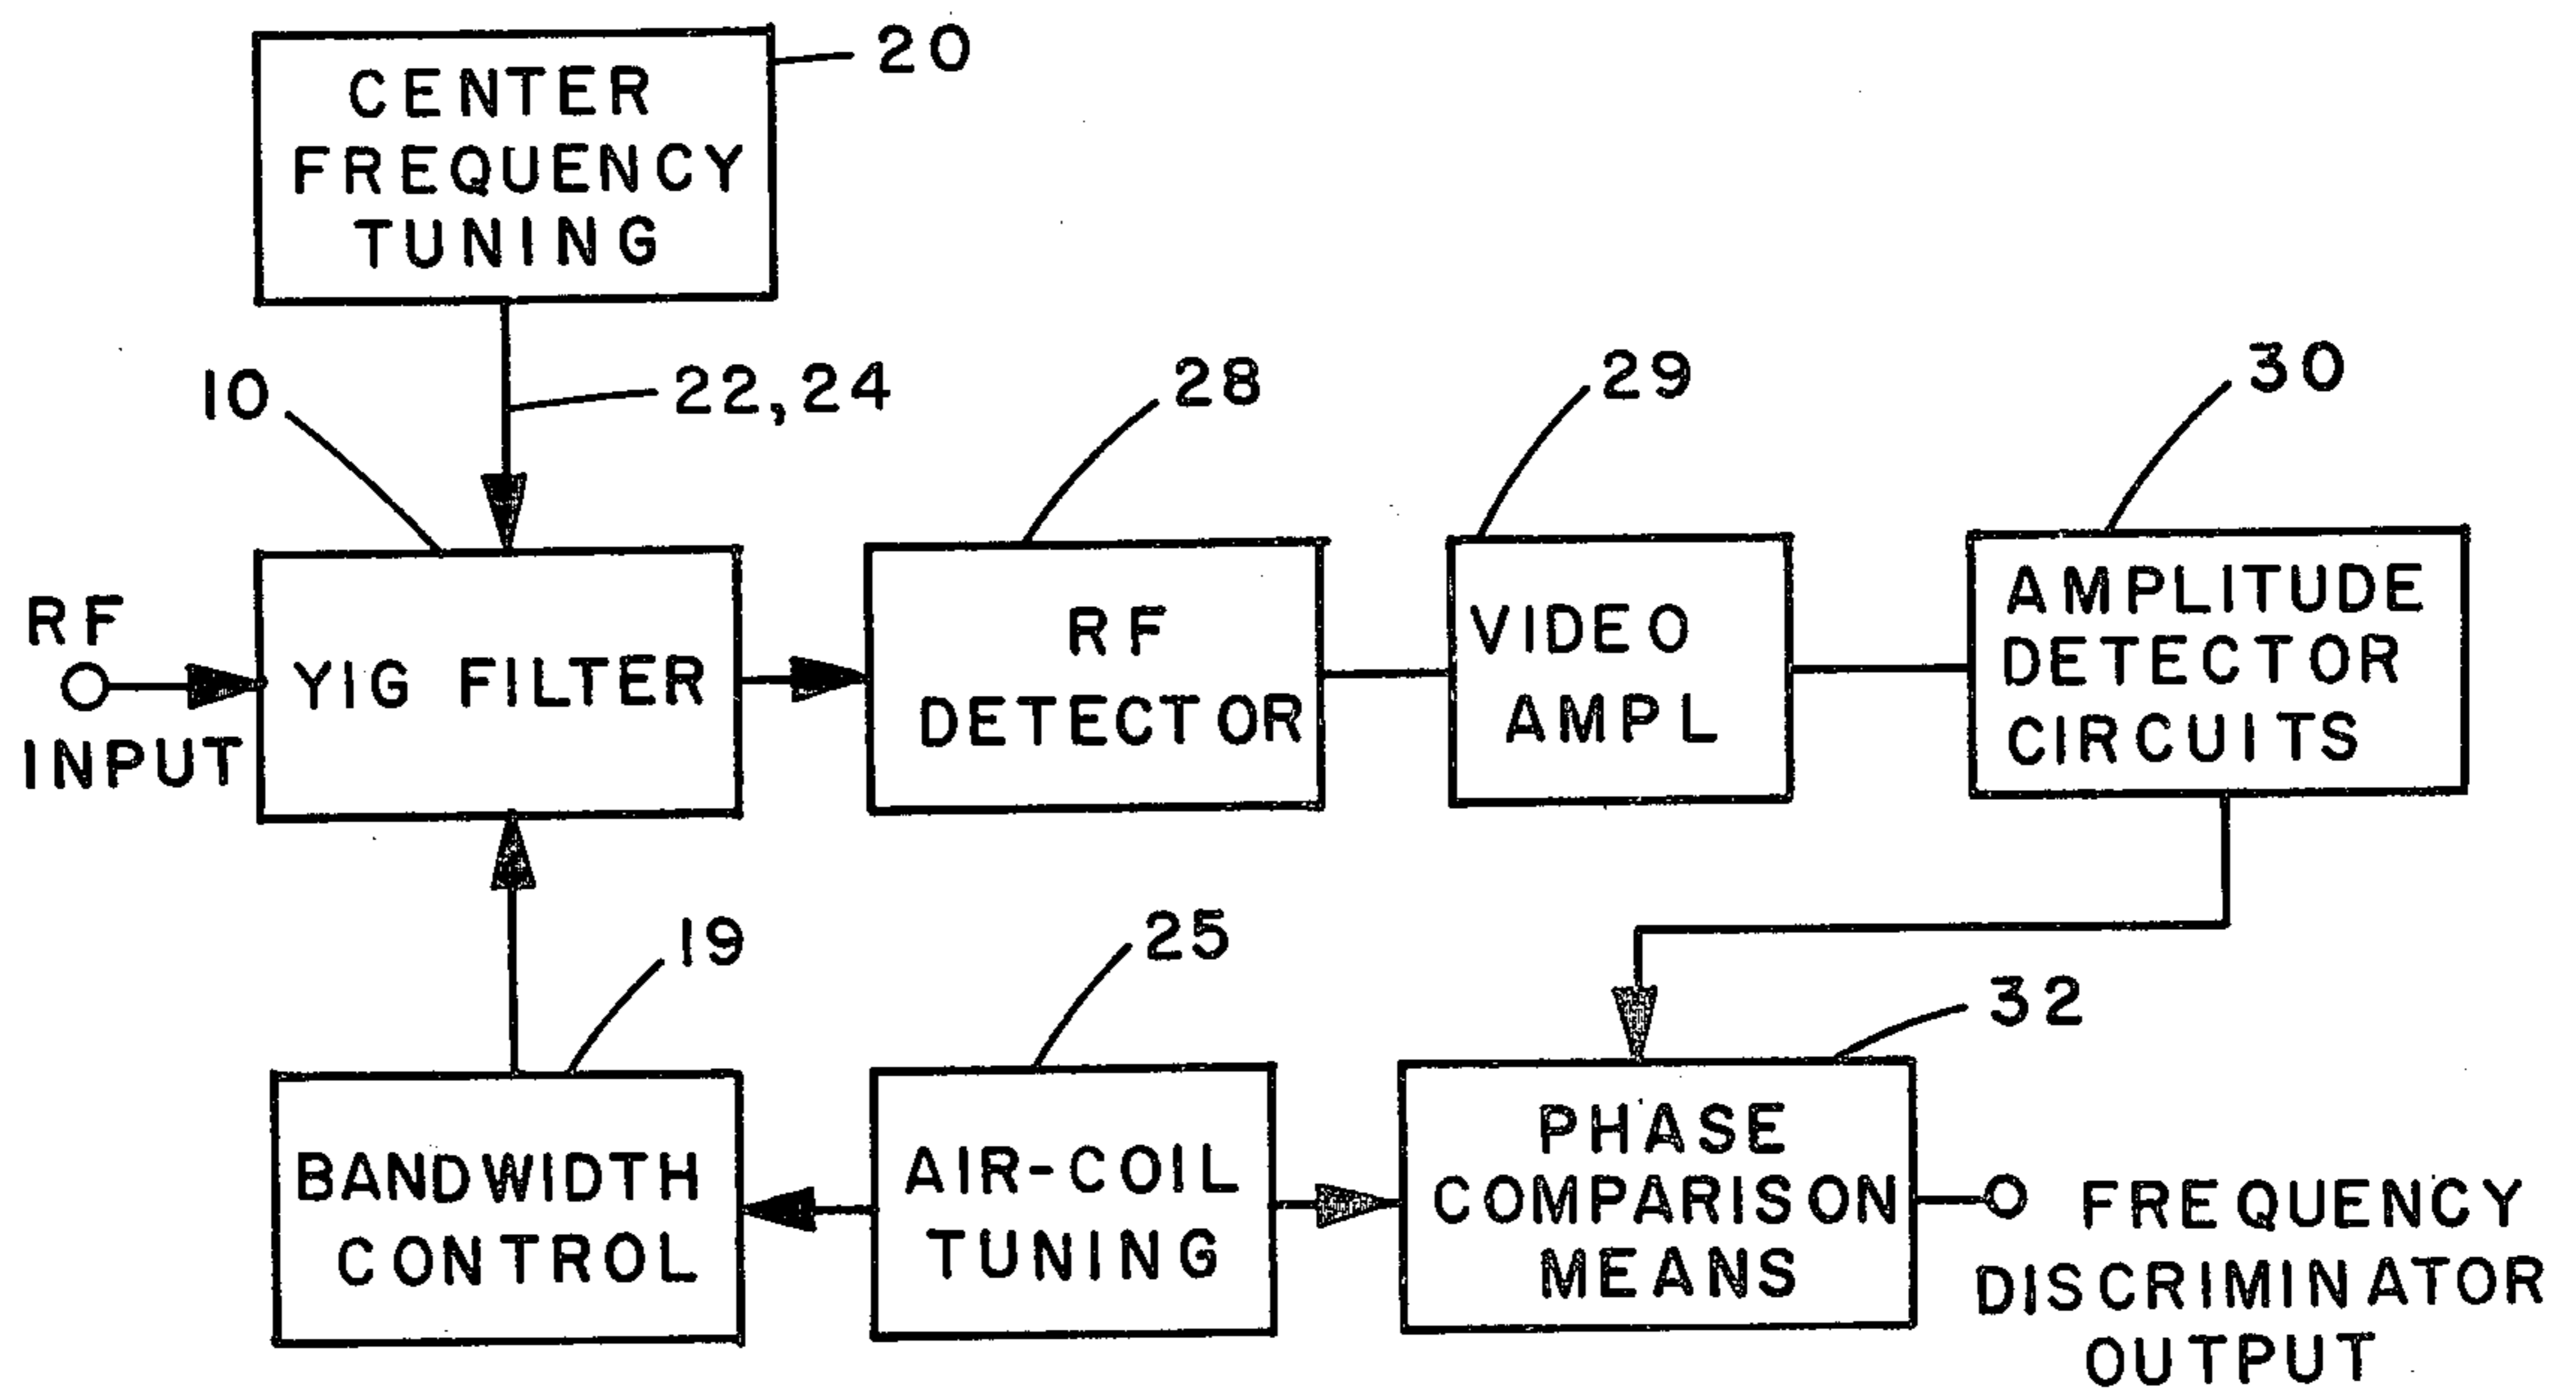 20
CENTER
FREQUENCY
TUNING
10
22,24
28
29
30
RF
INPUT
YIG FILTER
RF
DETECTOR
VIDEO
AMPL
AMPLITUDE
DETECTOR
CIRCUITS
19
25
32
BANDWIDTH
CONTROL
AIR-COIL
TUNING
PHASE
COMPARISON
MEANS
FREQUENCY
DISCRIMINATOR
OUTPUT